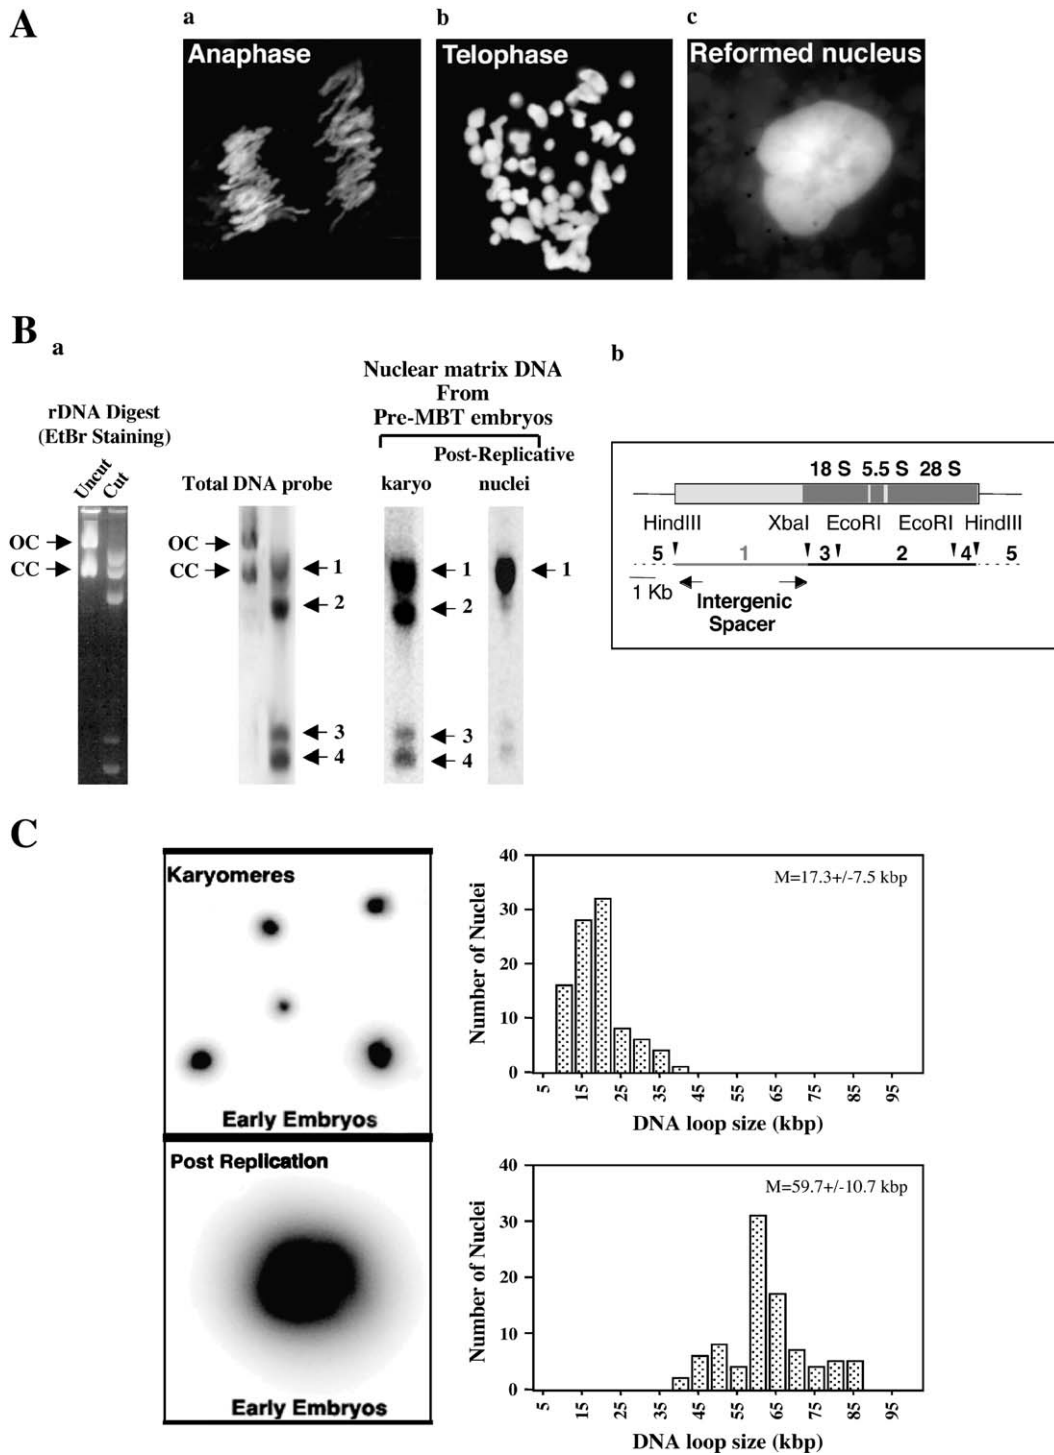 A
a
b
c
Anaphase
Telophase
Reformed nucleus
B
a
rDNA Digest
(EtBr Staining)
Uncut
Cut
OC
CC
Total DNA probe
OC
CC
1
2
3
4
Nuclear matrix DNA
From
Pre-MBT embryos
Post-Replicative
karyo
nuclei
1
2
3
4
1
b
18 S 5.5 S 28 S
HindIII XbaI EcoRI EcoRI HindIII
5 1 3 2 4 5
1 Kb
Intergenic
Spacer
C
Karyomeres
Early Embryos
Post Replication
Early Embryos
40
30
20
10
0
Number of Nuclei
M=17.3+/-7.5 kbp
5 15 25 35 45 55 65 75 85 95
DNA loop size (kbp)
40
30
20
10
0
Number of Nuclei
M=59.7+/-10.7 kbp
5 15 25 35 45 55 65 75 85 95
DNA loop size (kbp)